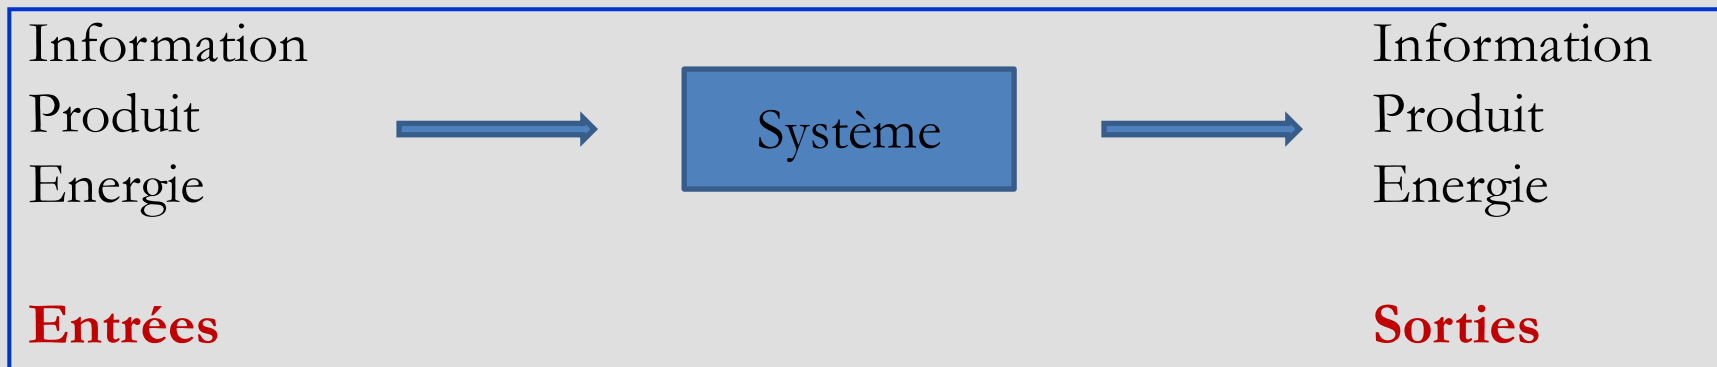 Information
Produit
Energie
Entrées
Système
Information
Produit
Energie
Sorties